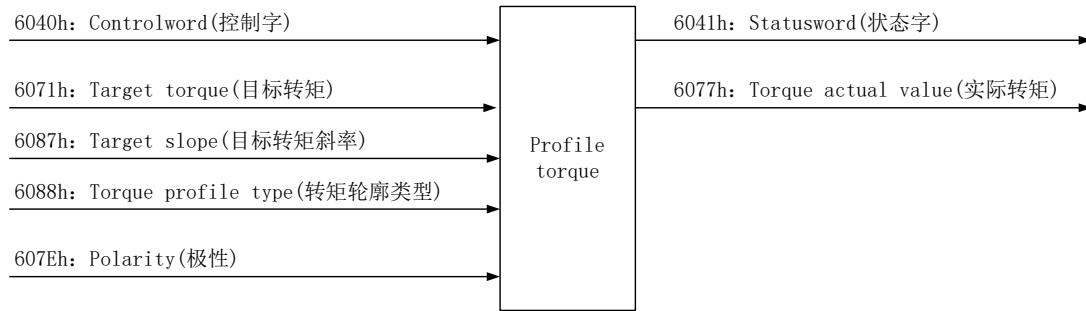 6040h：Controlword(控制字)
6041h：Statusword(状态字)
6071h：Target torque(目标转矩)
6077h：Torque actual value(实际转矩)
6087h：Target slope(目标转矩斜率)
Profile
torque
6088h：Torque profile type(转矩轮廓类型)
607Eh：Polarity(极性)